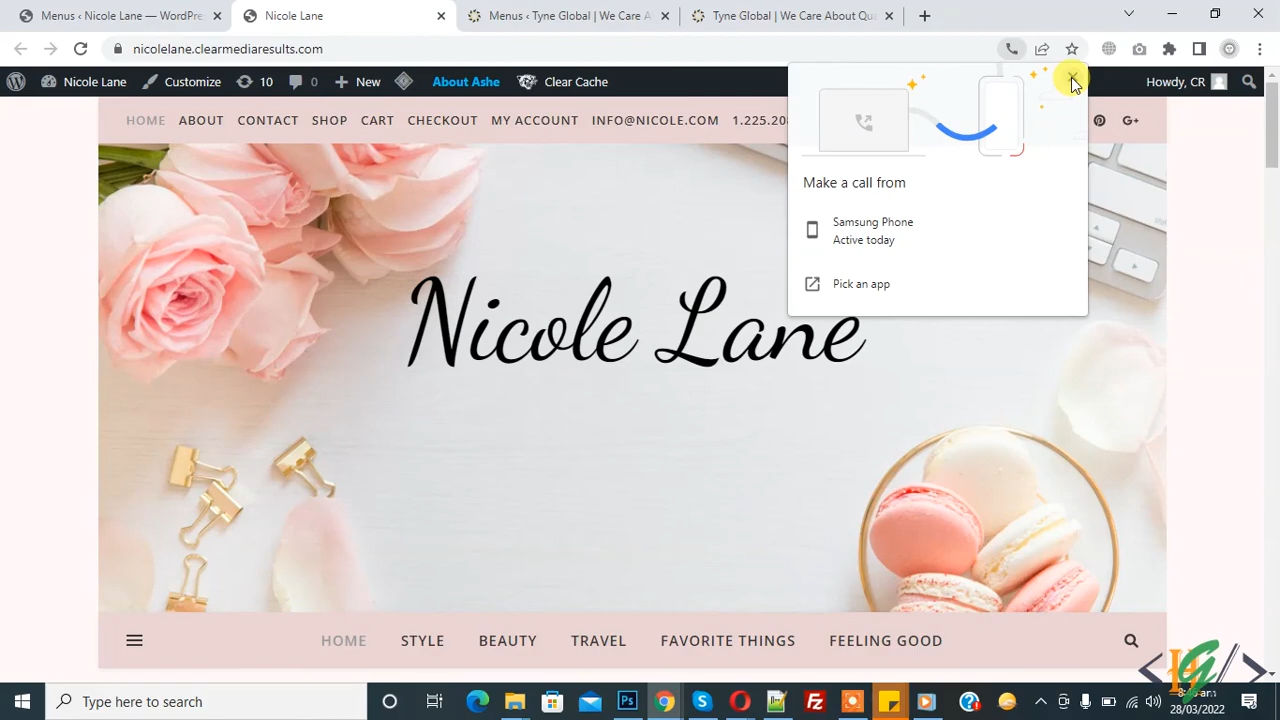 Menus ‹ Nicole Lane — WordPre
Nicole Lane
Menus ‹ Tyne Global | We Care A
Tyne Global | We Care About Qua
nicolelane.clearmediaresults.com
Nicole Lane
Customize
10
0
New
About Ashe
Clear Cache
Howdy, CR
HOME
ABOUT
CONTACT
SHOP
CART
CHECKOUT
MY ACCOUNT
INFO@NICOLE.COM
G+
Make a call from
Samsung Phone
Active today
Pick an app
Nicole Lane
HOME
STYLE
BEAUTY
TRAVEL
FAVORITE THINGS
FEELING GOOD
Type here to search
28/03/2022